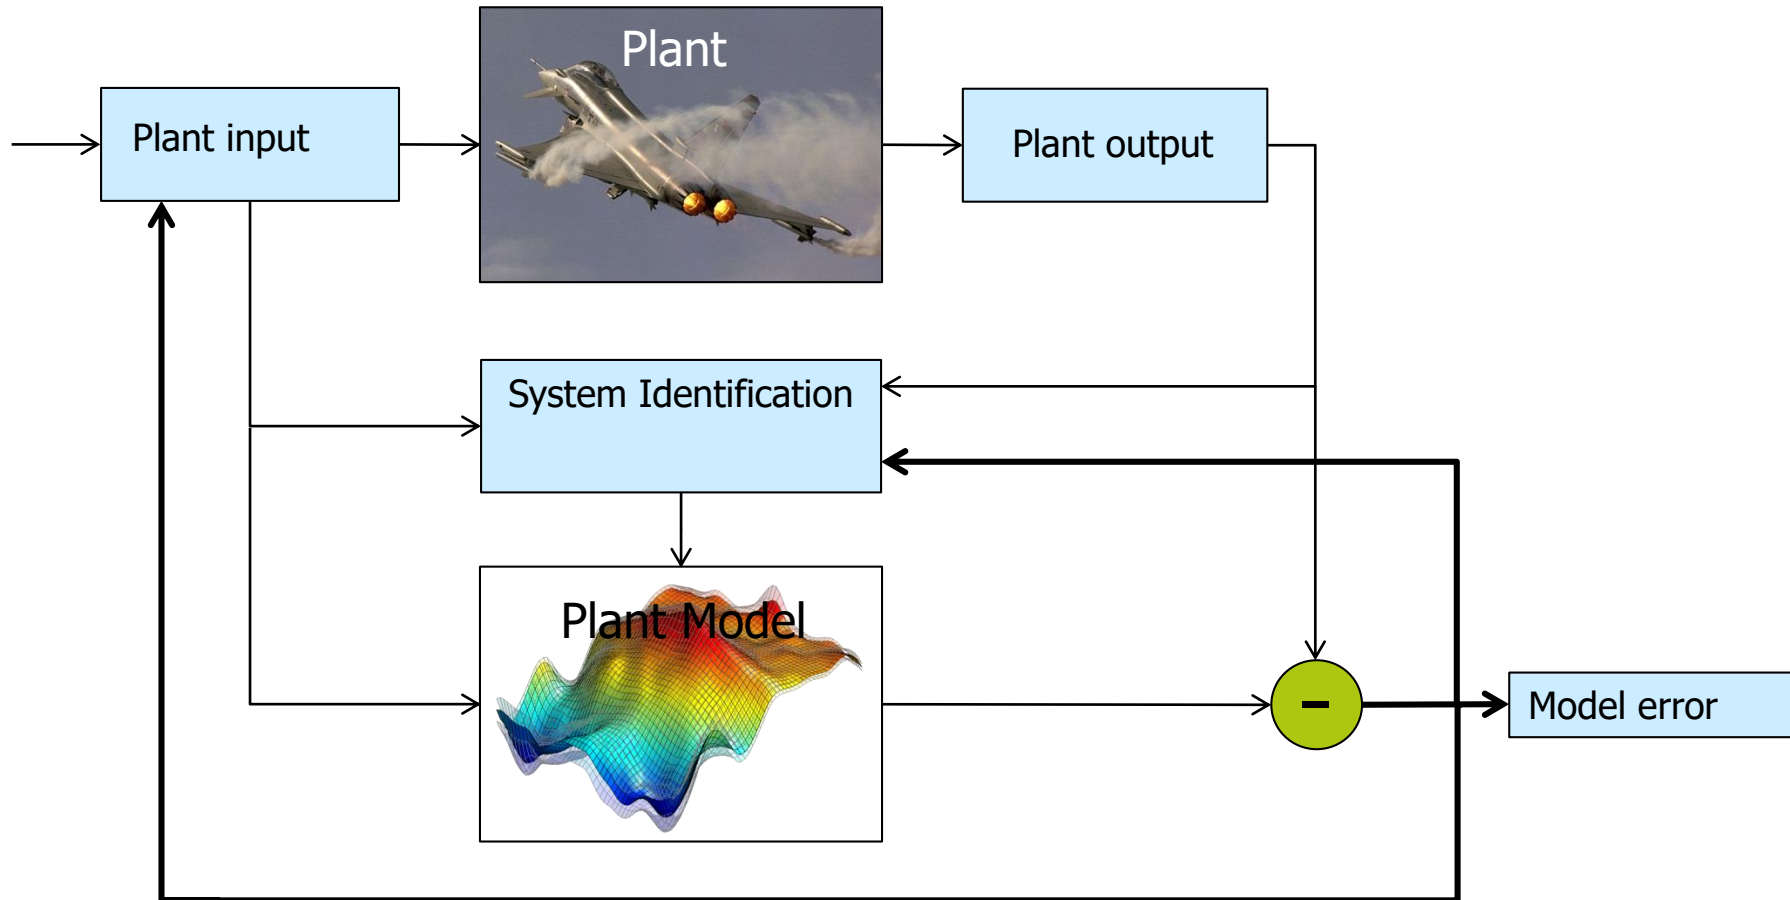 Plant
Plant input
Plant output
System Identification
Plant Model
-
Model error